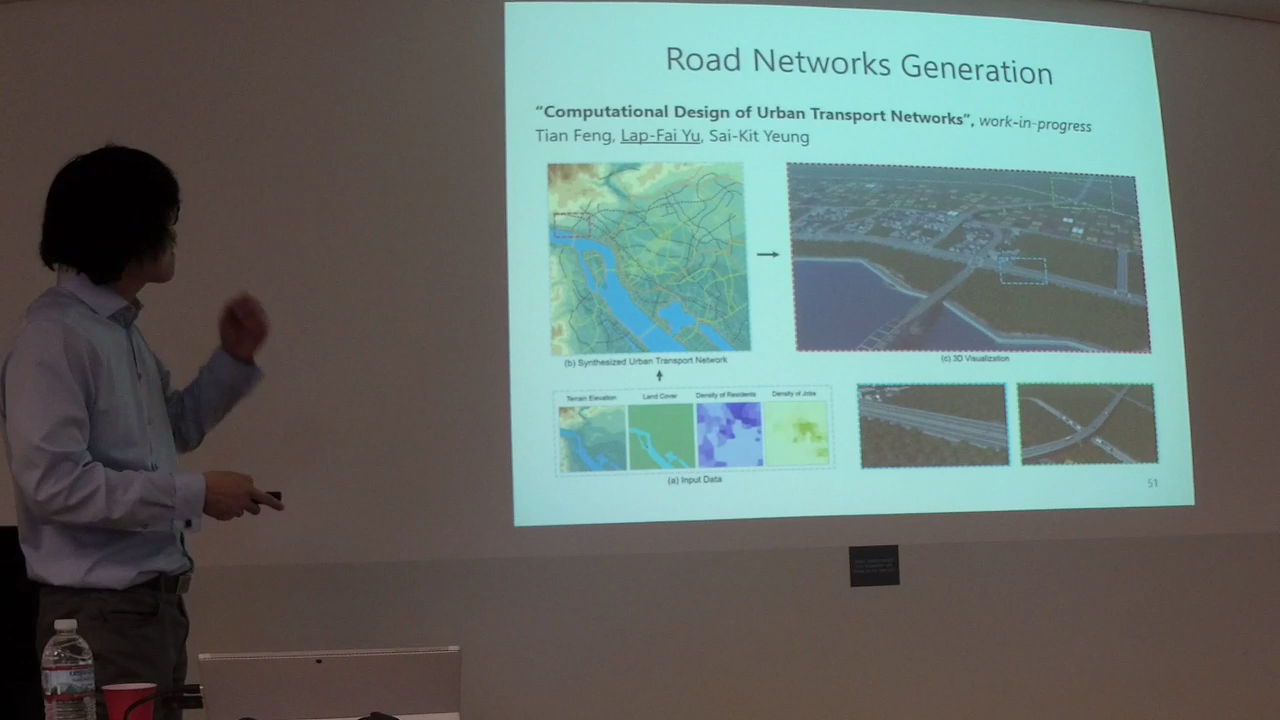 Road Networks Generation
“Computational Design of Urban Transport Networks”, work-in-progress
Tian Feng, Lap-Fai Yu, Sai-Kit Yeung
(b) Synthesized Urban Transport Network
(c) 3D Visualization
Terrain Elevation Land Cover Density of Residents Density of Jobs
(a) Input Data
51